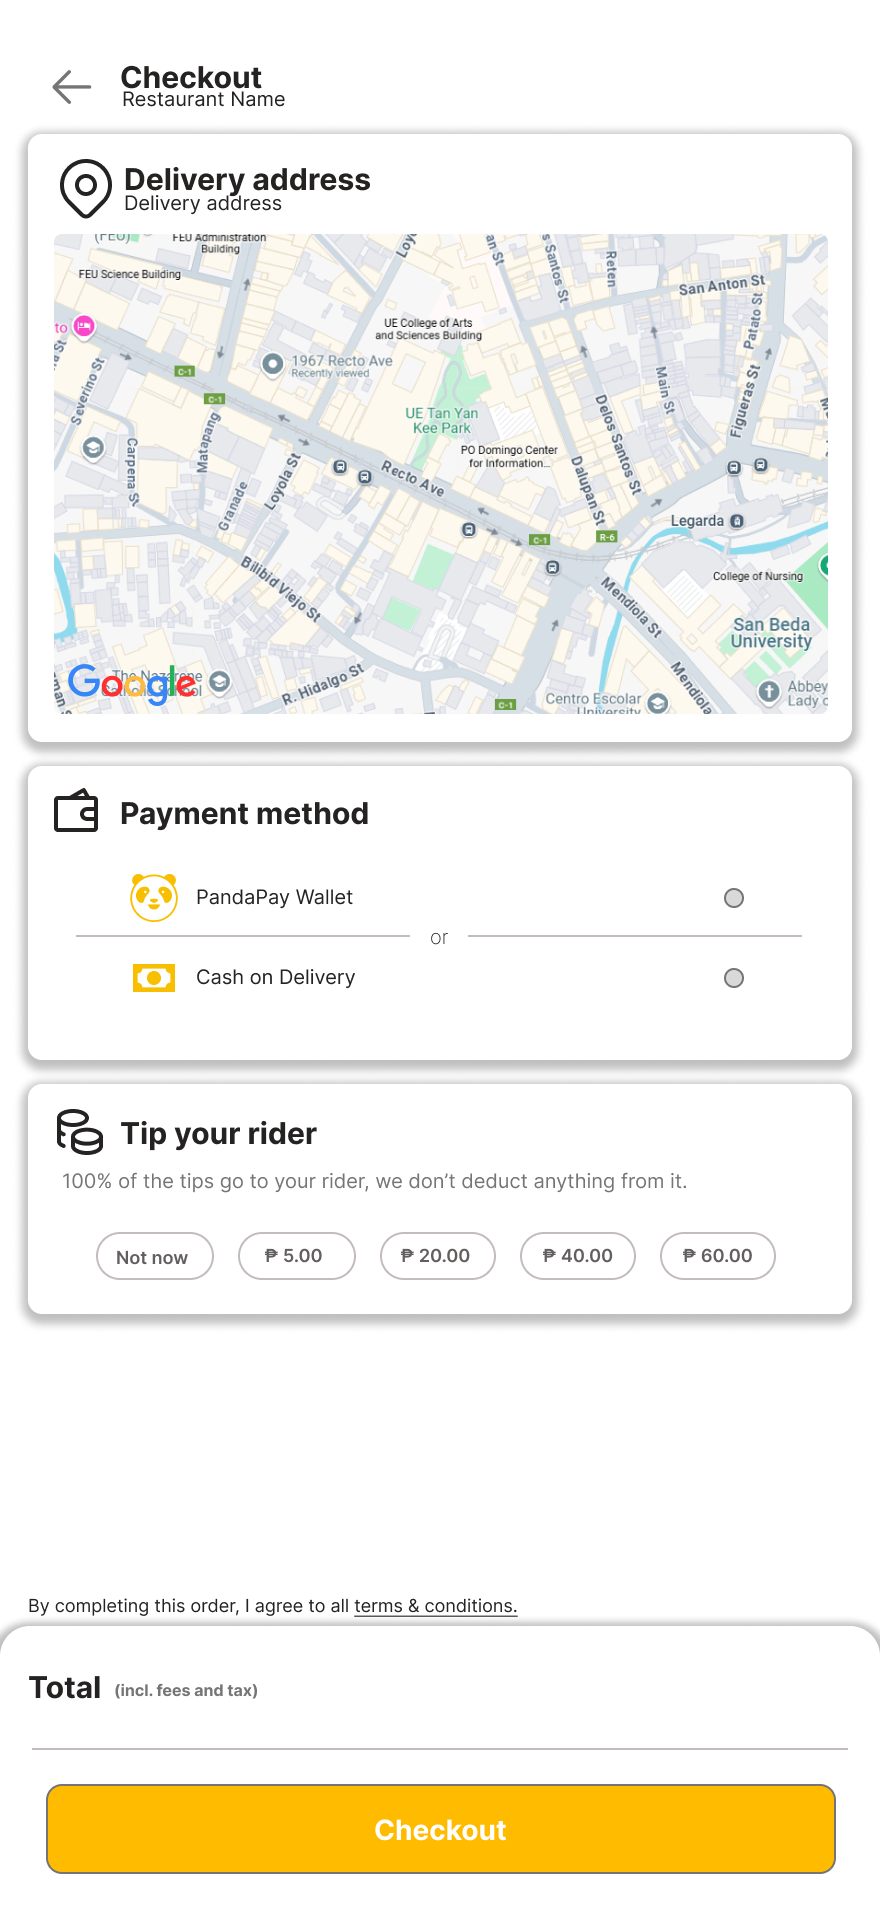 Checkout
Restaurant Name
Delivery address
Delivery address
(FEU)
FEU Administration
Building
FEU Science Building
San Anton St
Reten
Patato St
UE College of Arts
and Sciences Building
1967 Recto Ave
Recently viewed
C-1
C-1
Severino St
Main St
Figueras St
UE Tan Yan
Kee Park
Matapang
Carpena St
Delos Santos St
PO Domingo Center
for Information...
Recto Ave
Loyola St
Granade
Dalupan St
Legarda
C-1
R-6
Bilibid Viejo St
College of Nursing
Mendiola St
San Beda
University
Mendiola
R. Hidalgo St
The Nazarene
Catholic School
Google
Centro Escolar
University
Abbey
Lady
C-1
Payment method
PandaPay Wallet
or
Cash on Delivery
Tip your rider
100% of the tips go to your rider, we don’t deduct anything from it.
Not now
₱ 5.00
₱ 20.00
₱ 40.00
₱ 60.00
By completing this order, I agree to all terms & conditions.
Total (incl. fees and tax)
Checkout